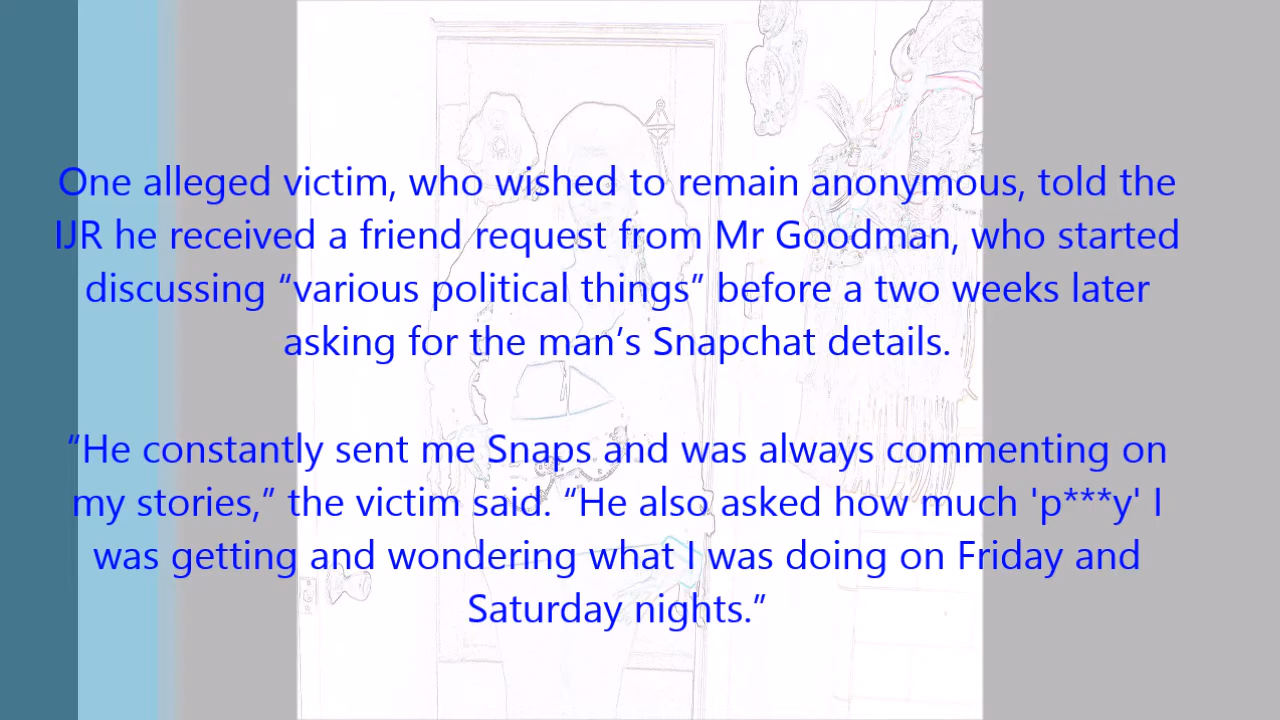 One alleged victim, who wished to remain anonymous, told the
IJR he received a friend request from Mr Goodman, who started
discussing “various political things” before a two weeks later
asking for the man’s Snapchat details.
“He constantly sent me Snaps and was always commenting on
my stories,” the victim said. “He also asked how much 'p***y' I
was getting and wondering what I was doing on Friday and
Saturday nights.”